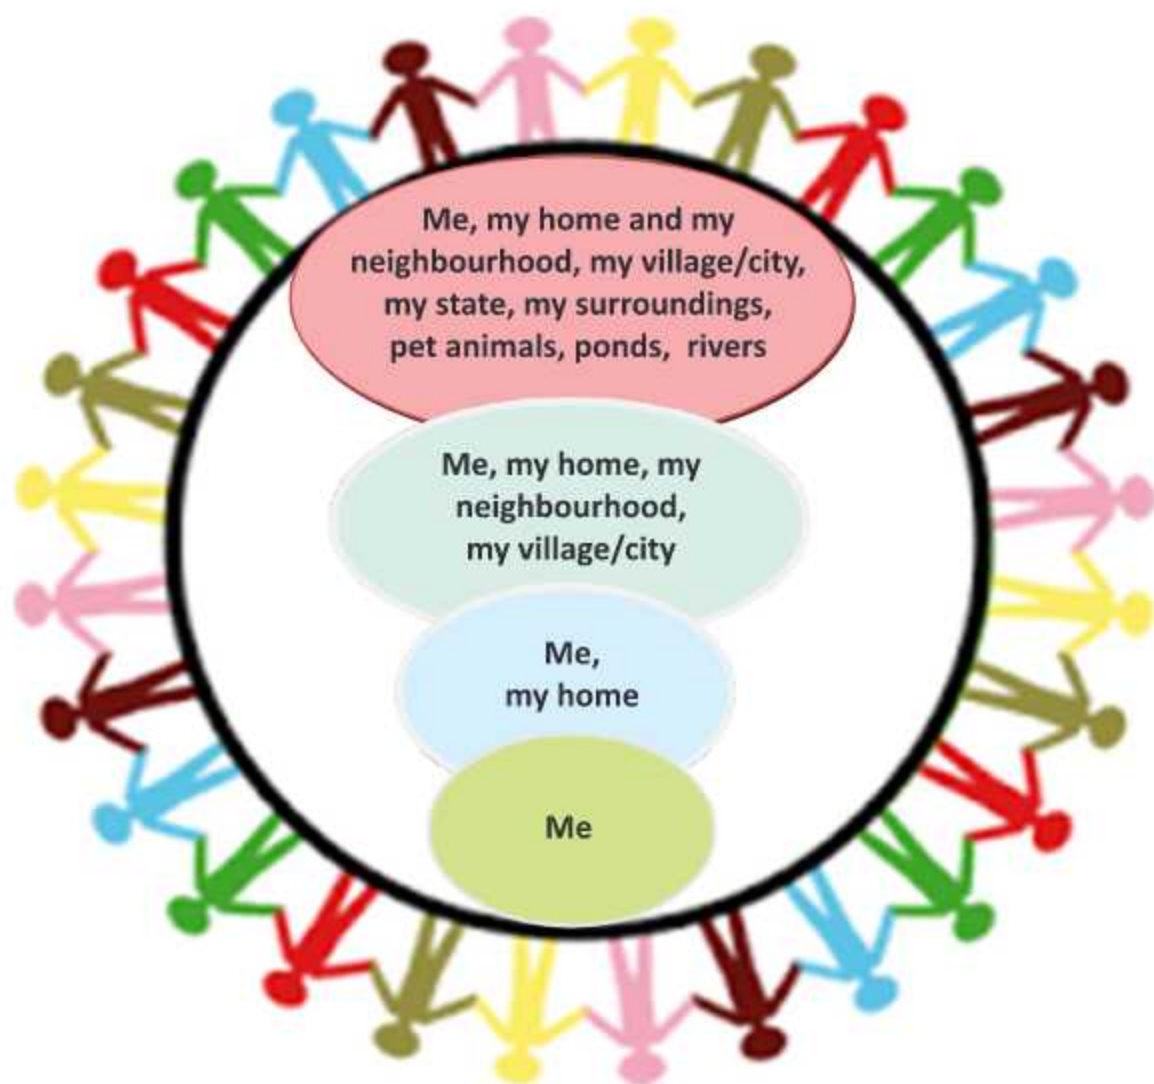 Me, my home and my
neighbourhood, my village/city,
my state, my surroundings,
pet animals, ponds, rivers
Me, my home, my
neighbourhood,
my village/city
Me,
my home
Me